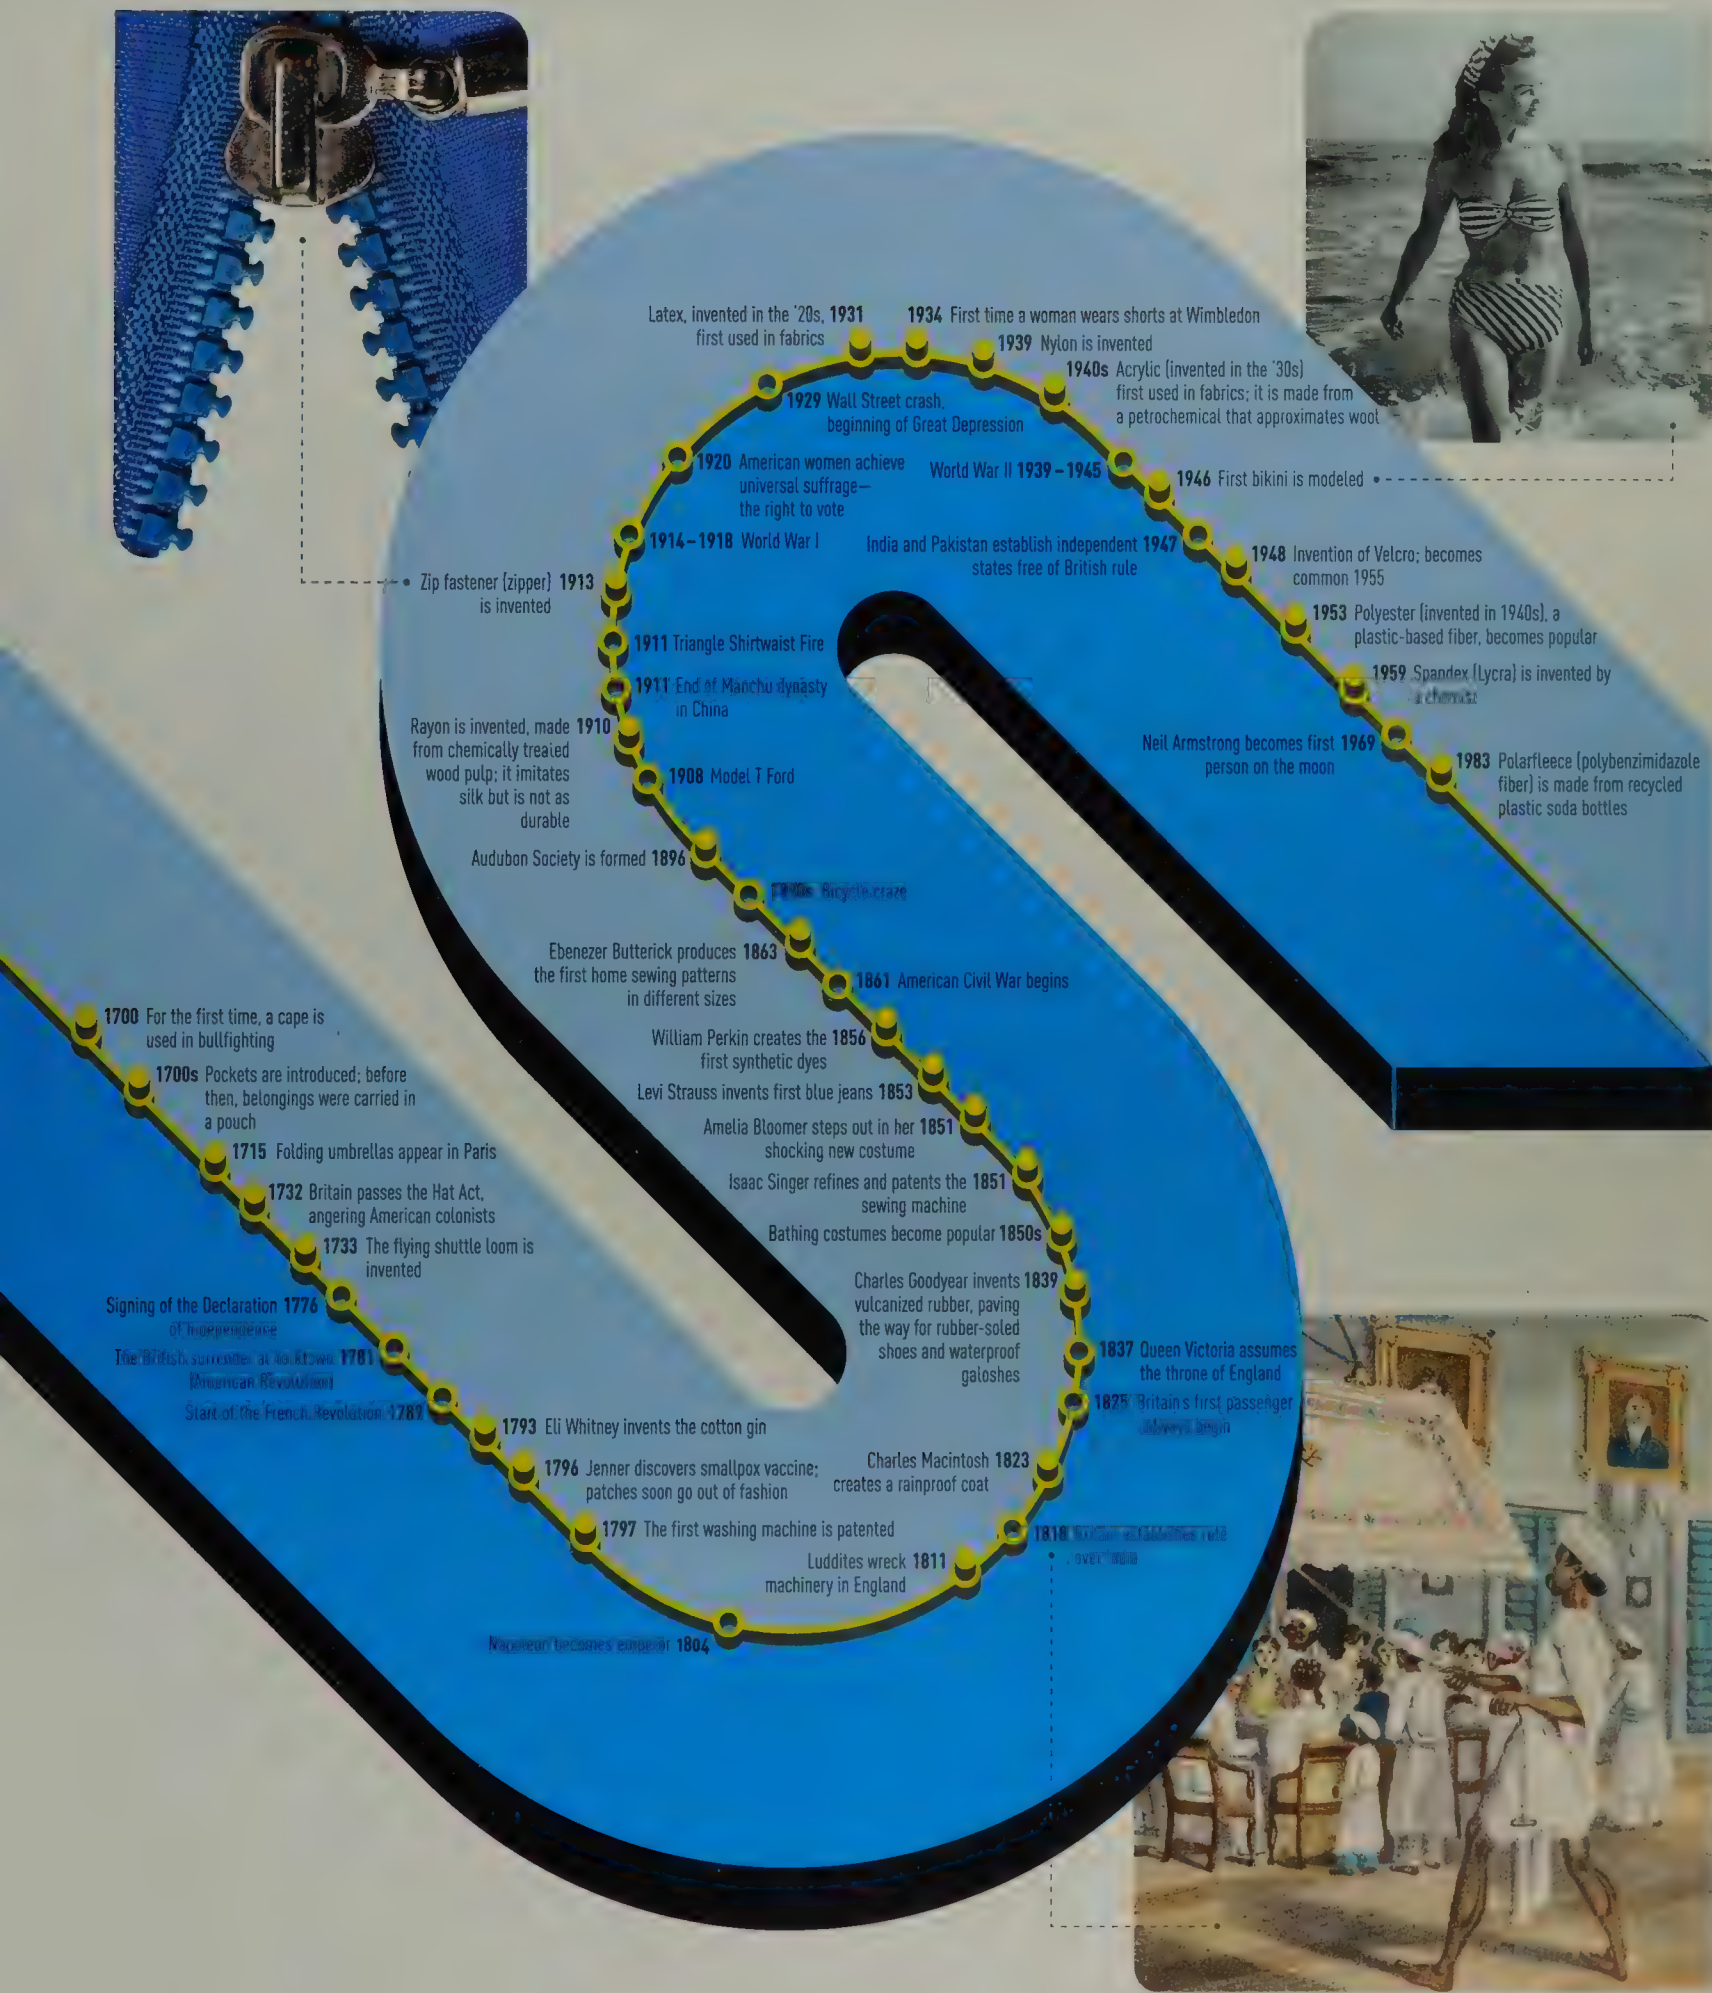 1700 For the first time, a cape is
used in bullfighting
1700s Pockets are introduced; before
then, belongings were carried in
a pouch
1715 Folding umbrellas appear in Paris
1732 Britain passes the Hat Act,
angering American colonists
1733 The flying shuttle loom is
invented
Signing of the Declaration 1776
of Independence
The British surrender at Yorktown 1781
(American Revolution)
Start of the French Revolution 1789
1793 Eli Whitney invents the cotton gin
1796 Jenner discovers smallpox vaccine;
patches soon go out of fashion
1797 The first washing machine is patented
Napoleon becomes emperor 1804
Luddites wreck 1811
machinery in England
1818 rule
over India
Charles Macintosh 1823
creates a rainproof coat
1825 Britain's first passenger
begin
1837 Queen Victoria assumes
the throne of England
Charles Goodyear invents 1839
vulcanized rubber, paving
the way for rubber-soled
shoes and waterproof
galoshes
Bathing costumes become popular 1850s
Isaac Singer refines and patents the 1851
sewing machine
Amelia Bloomer steps out in her 1851
shocking new costume
Levi Strauss invents first blue jeans 1853
William Perkin creates the 1856
first synthetic dyes
1861 American Civil War begins
Ebenezer Butterick produces 1863
the first home sewing patterns
in different sizes
Bicycle craze
Audubon Society is formed 1896
1908 Model T Ford
Rayon is invented, made 1910
from chemically treated
wood pulp; it imitates
silk but is not as
durable
1911 End of Manchu dynasty
in China
1911 Triangle Shirtwaist Fire
Zip fastener (zipper) 1913
is invented
1914–1918 World War I
1920 American women achieve
universal suffrage—
the right to vote
1929 Wall Street crash,
beginning of Great Depression
Latex, invented in the '20s, 1931
first used in fabrics
1934 First time a woman wears shorts at Wimbledon
1939 Nylon is invented
1940s Acrylic (invented in the '30s)
first used in fabrics; it is made from
a petrochemical that approximates wool
World War II 1939–1945
1946 First bikini is modeled
India and Pakistan establish independent 1947
states free of British rule
1948 Invention of Velcro; becomes
common 1955
1953 Polyester (invented in 1940s), a
plastic-based fiber, becomes popular
1959 Spandex (Lycra) is invented by
a chemist
Neil Armstrong becomes first 1969
person on the moon
1983 Polarfleece (polybenzimidazole
fiber) is made from recycled
plastic soda bottles